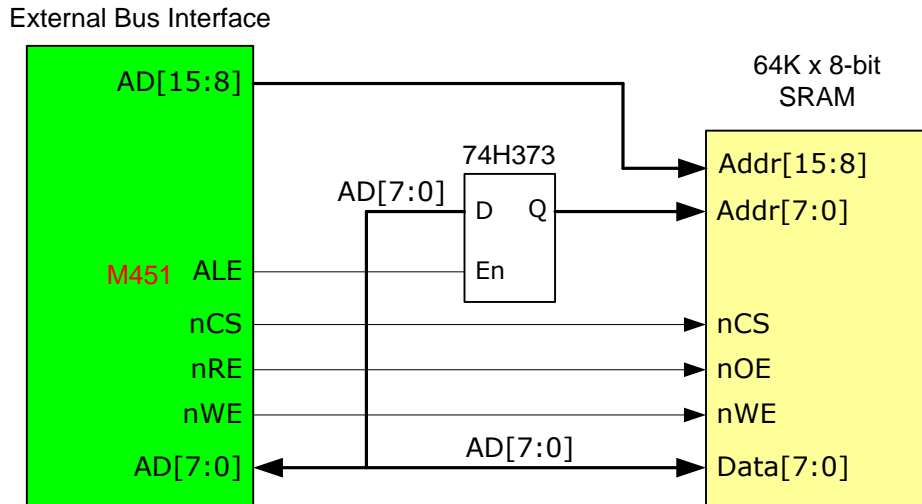 External Bus Interface
AD[15:8]
64K x 8-bit
SRAM
74H373
Addr[15:8]
AD[7:0]
D Q
Addr[7:0]
M451 ALE
En
nCS
nCS
nRE
nOE
nWE
nWE
AD[7:0]
AD[7:0]
Data[7:0]